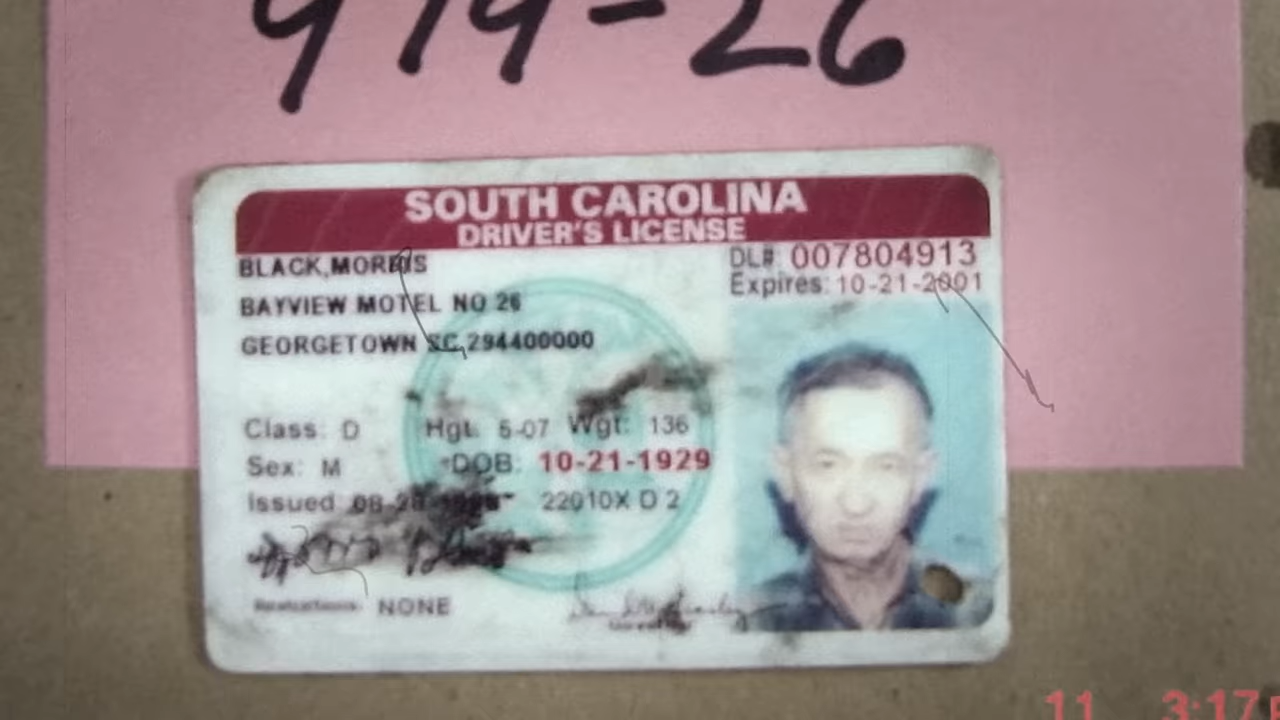 979-26
SOUTH CAROLINA
DRIVER'S LICENSE
BLACK,MORRIS
DL#: 007804913
Expires: 10-21-2001
BAYVIEW MOTEL NO 26
GEORGETOWN SC,294400000
Class: D Hgt. 5-07 Wgt: 136
Sex: M *DOB: 10-21-1929
Issued 22010X D 2
Restrictions: NONE
11 3:17